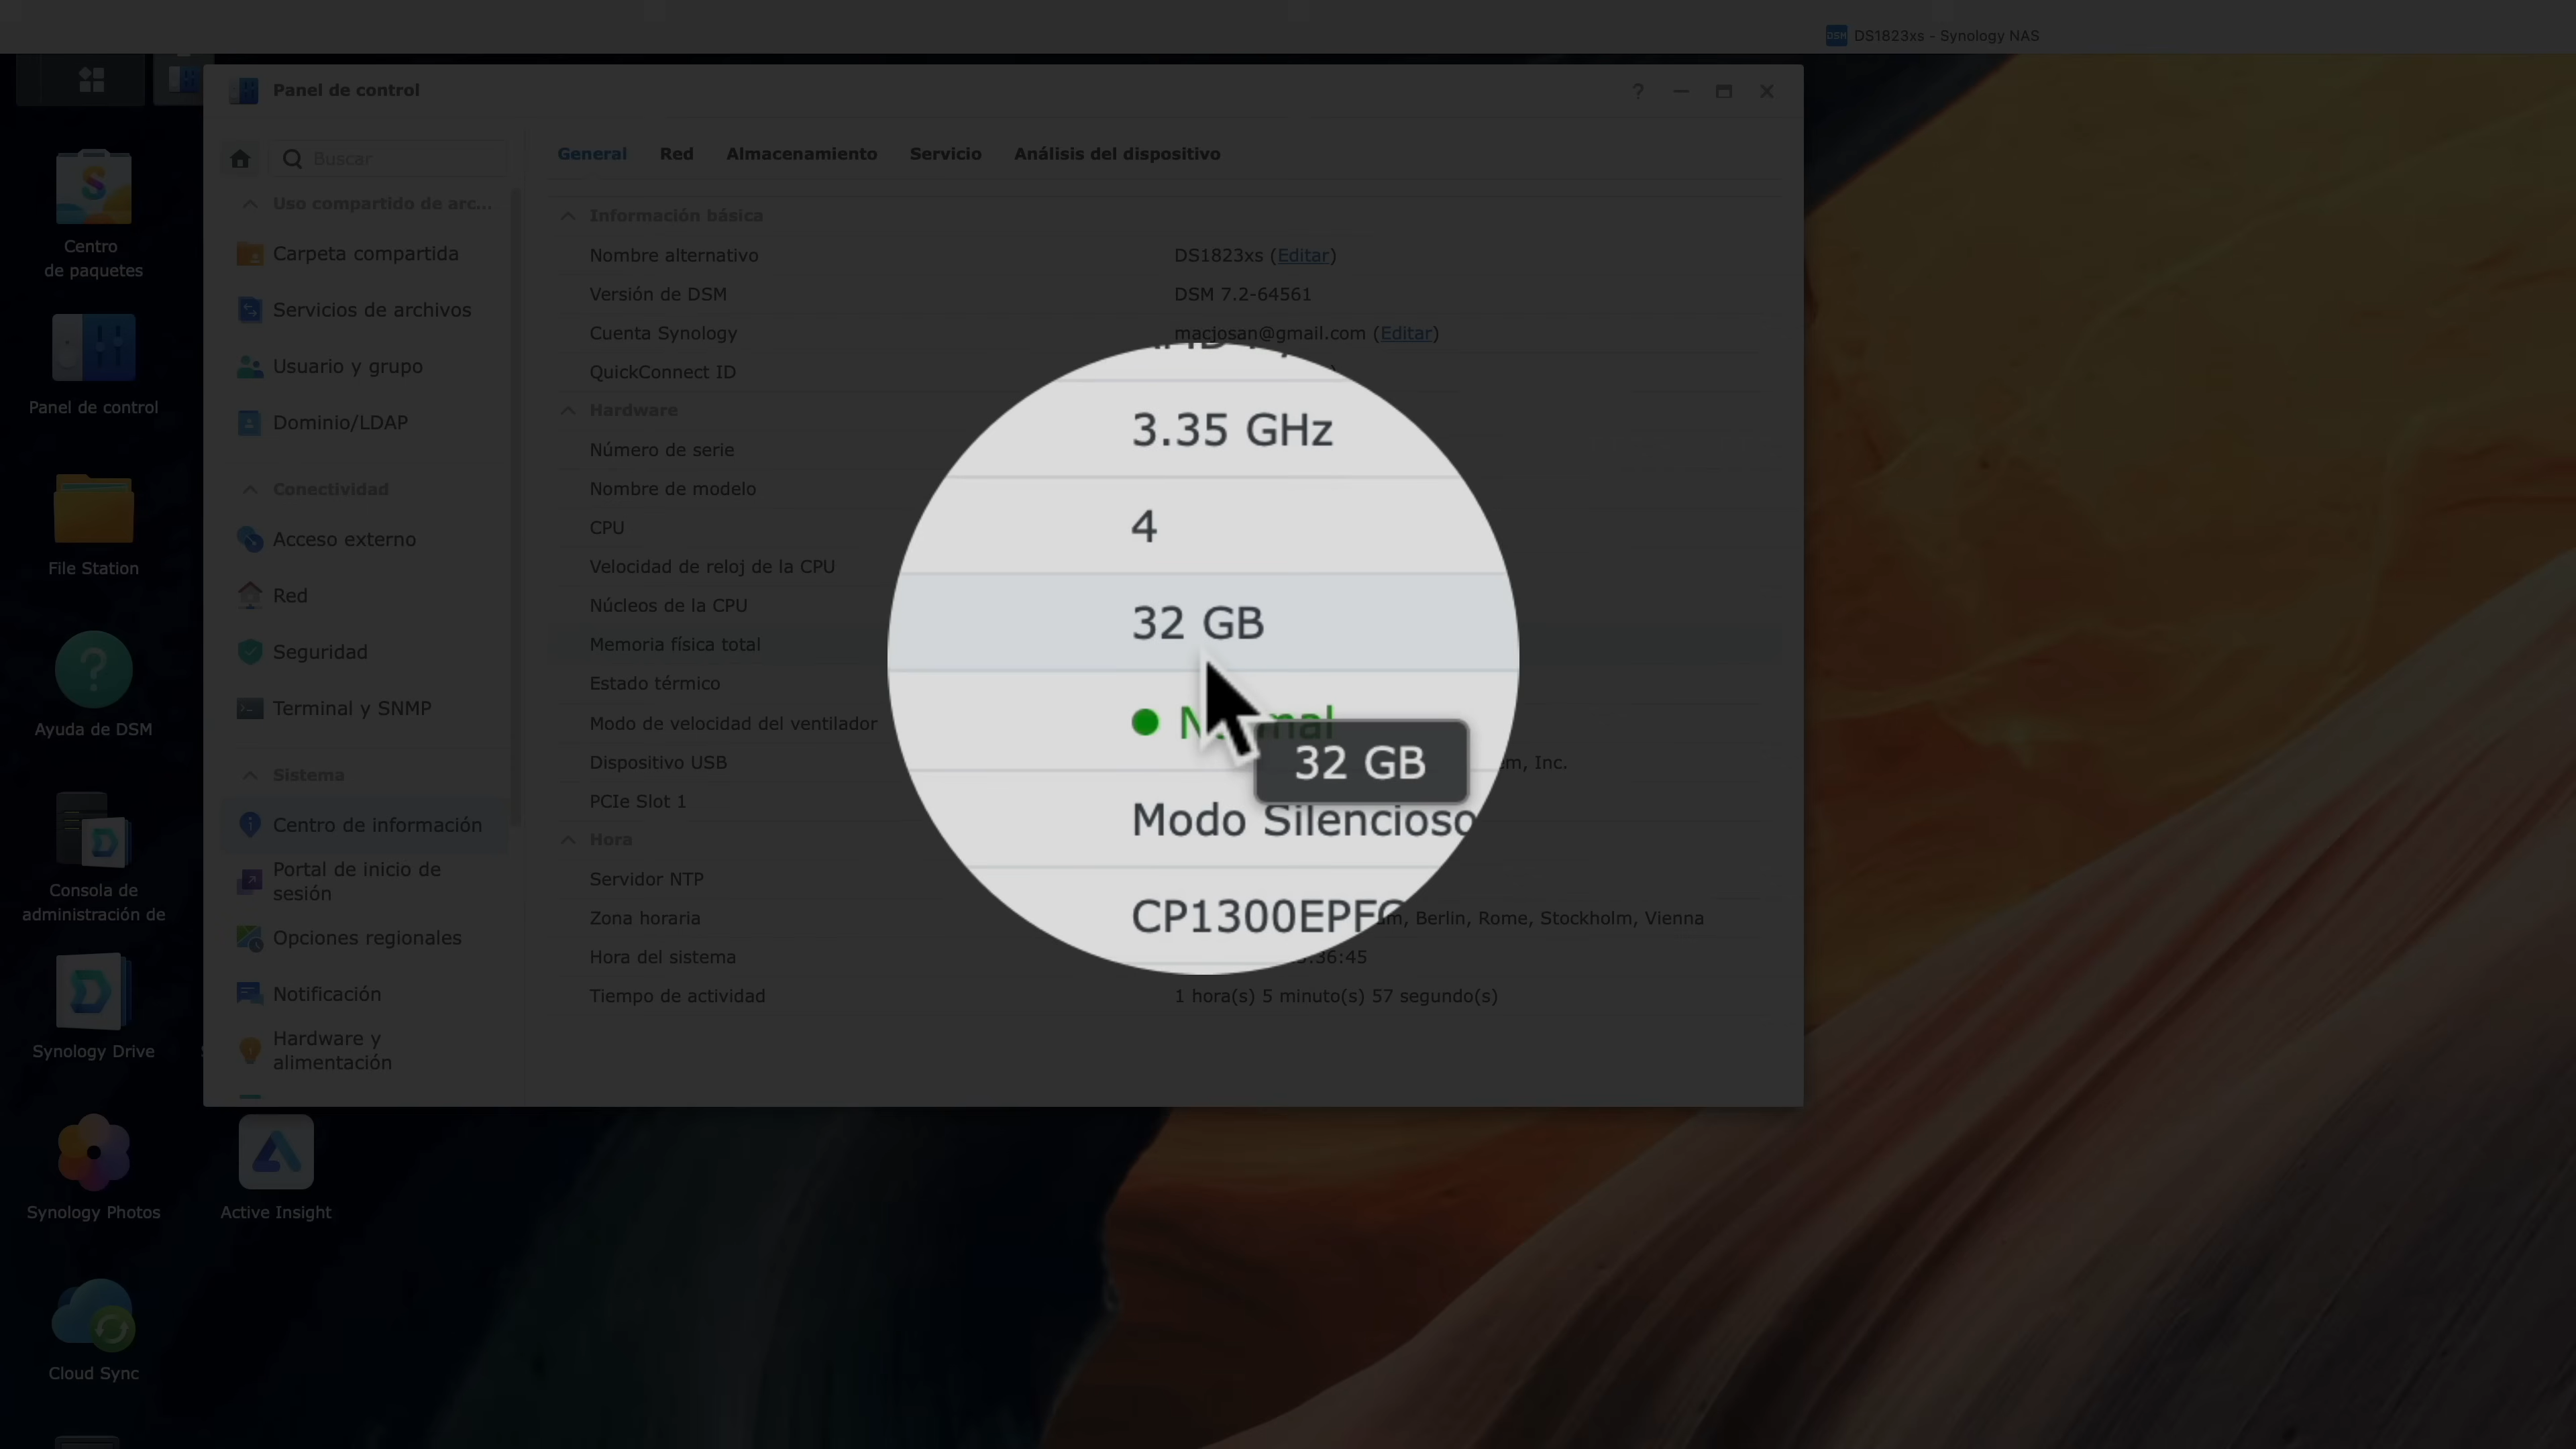 DS1823xs - Synology NAS
Panel de control
Buscar
General Red Almacenamiento Servicio Análisis del dispositivo
Centro
de paquetes
Panel de control
File Station
Ayuda de DSM
Consola de
administración de
Synology Drive
Synology Photos
Active Insight
Cloud Sync
Uso compartido de arc...
Carpeta compartida
Servicios de archivos
Usuario y grupo
Dominio/LDAP
Conectividad
Acceso externo
Red
Seguridad
Terminal y SNMP
Sistema
Centro de información
Portal de inicio de
sesión
Opciones regionales
Notificación
Hardware y
alimentación
Información básica
Nombre alternativo DS1823xs (Editar)
Versión de DSM DSM 7.2-64561
Cuenta Synology macjosan@gmail.com (Editar)
QuickConnect ID
Hardware
Número de serie
Nombre de modelo
CPU
Velocidad de reloj de la CPU
Núcleos de la CPU
Memoria física total
Estado térmico
Modo de velocidad del ventilador
Dispositivo USB
PCIe Slot 1
3.35 GHz
4
32 GB
32 GB
Modo Silencioso
Inc.
Hora
Servidor NTP
Zona horaria Berlin, Rome, Stockholm, Vienna
Hora del sistema
Tiempo de actividad 1 hora(s) 5 minuto(s) 57 segundo(s)